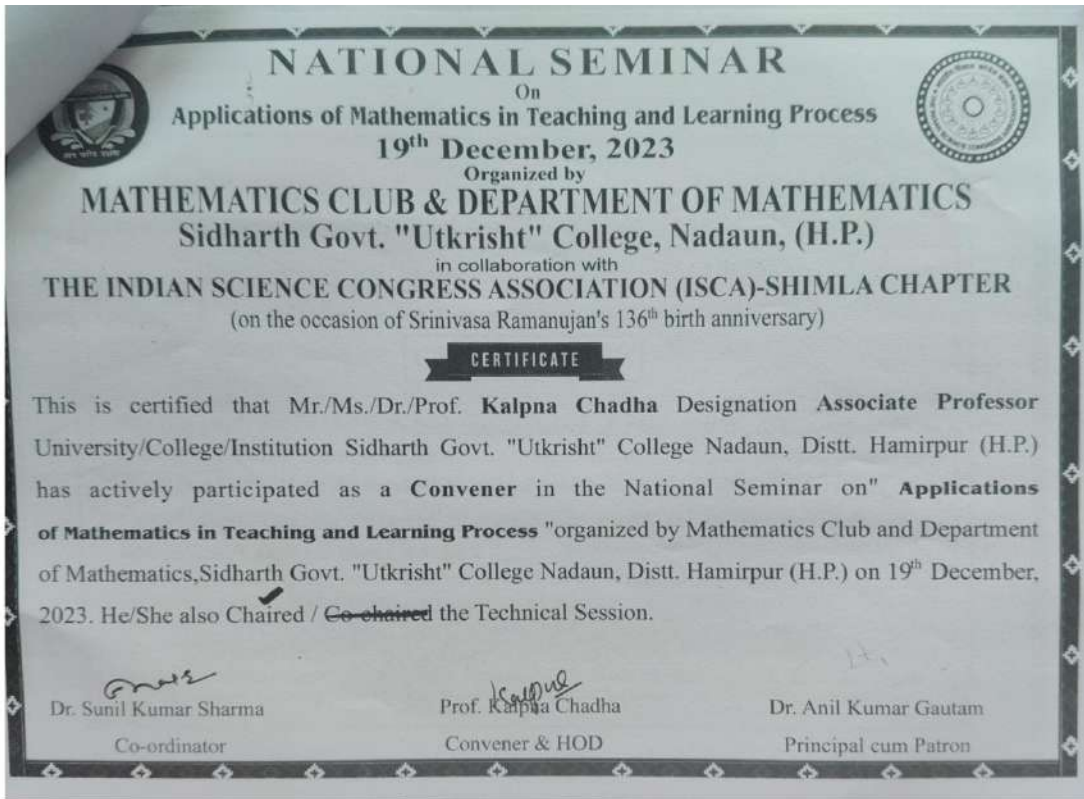 NATIONAL SEMINAR
On
Applications of Mathematics in Teaching and Learning Process
19th December, 2023
Organized by
MATHEMATICS CLUB & DEPARTMENT OF MATHEMATICS
Sidharth Govt. "Utkrisht" College, Nadaun, (H.P.)
in collaboration with
THE INDIAN SCIENCE CONGRESS ASSOCIATION (ISCA)-SHIMLA CHAPTER
(on the occasion of Srinivasa Ramanujan's 136th birth anniversary)
CERTIFICATE
This is certified that Mr./Ms./Dr./Prof. Kalpna Chadha Designation Associate Professor
University/College/Institution Sidharth Govt. "Utkrisht" College Nadaun, Distt. Hamirpur (H.P.)
has actively participated as a Convener in the National Seminar on" Applications
of Mathematics in Teaching and Learning Process "organized by Mathematics Club and Department
of Mathematics,Sidharth Govt. "Utkrisht" College Nadaun, Distt. Hamirpur (H.P.) on 19th December,
2023. He/She also Chaired / Co-chaired the Technical Session.
Kalpna
Dr. Sunil Kumar Sharma Prof. Kalpna Chadha Dr. Anil Kumar Gautam
Co-ordinator Convener & HOD Principal cum Patron